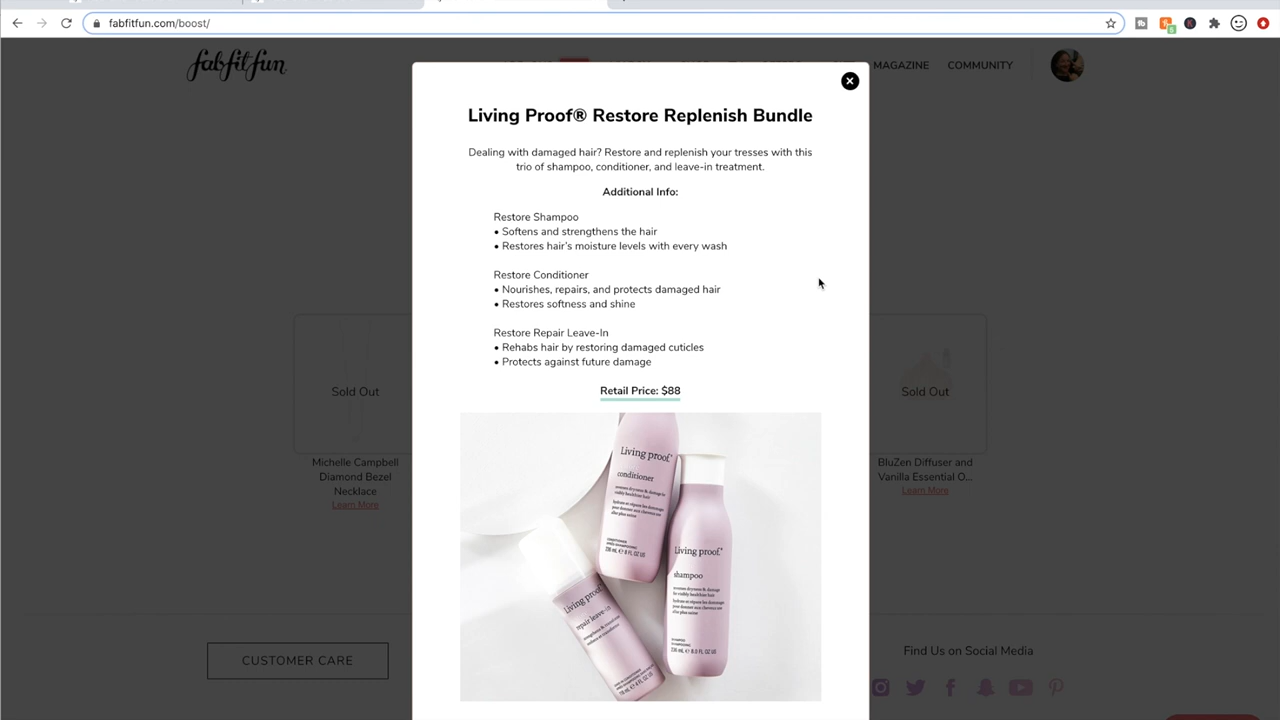 fabfitfun.com/boost/
fabfitfun
MAGAZINE
COMMUNITY
Living Proof® Restore Replenish Bundle
Dealing with damaged hair? Restore and replenish your tresses with this
trio of shampoo, conditioner, and leave-in treatment.
Additional Info:
Restore Shampoo
• Softens and strengthens the hair
• Restores hair’s moisture levels with every wash
Restore Conditioner
• Nourishes, repairs, and protects damaged hair
• Restores softness and shine
Restore Repair Leave-In
• Rehabs hair by restoring damaged cuticles
• Protects against future damage
Retail Price: $88
Sold Out
Michelle Campbell
Diamond Bezel
Necklace
Learn More
Sold Out
BluZen Diffuser and
Vanilla Essential O...
Learn More
Living proof.
conditioner
Living proof.
shampoo
Living proof.
repair leave-in
CUSTOMER CARE
Find Us on Social Media